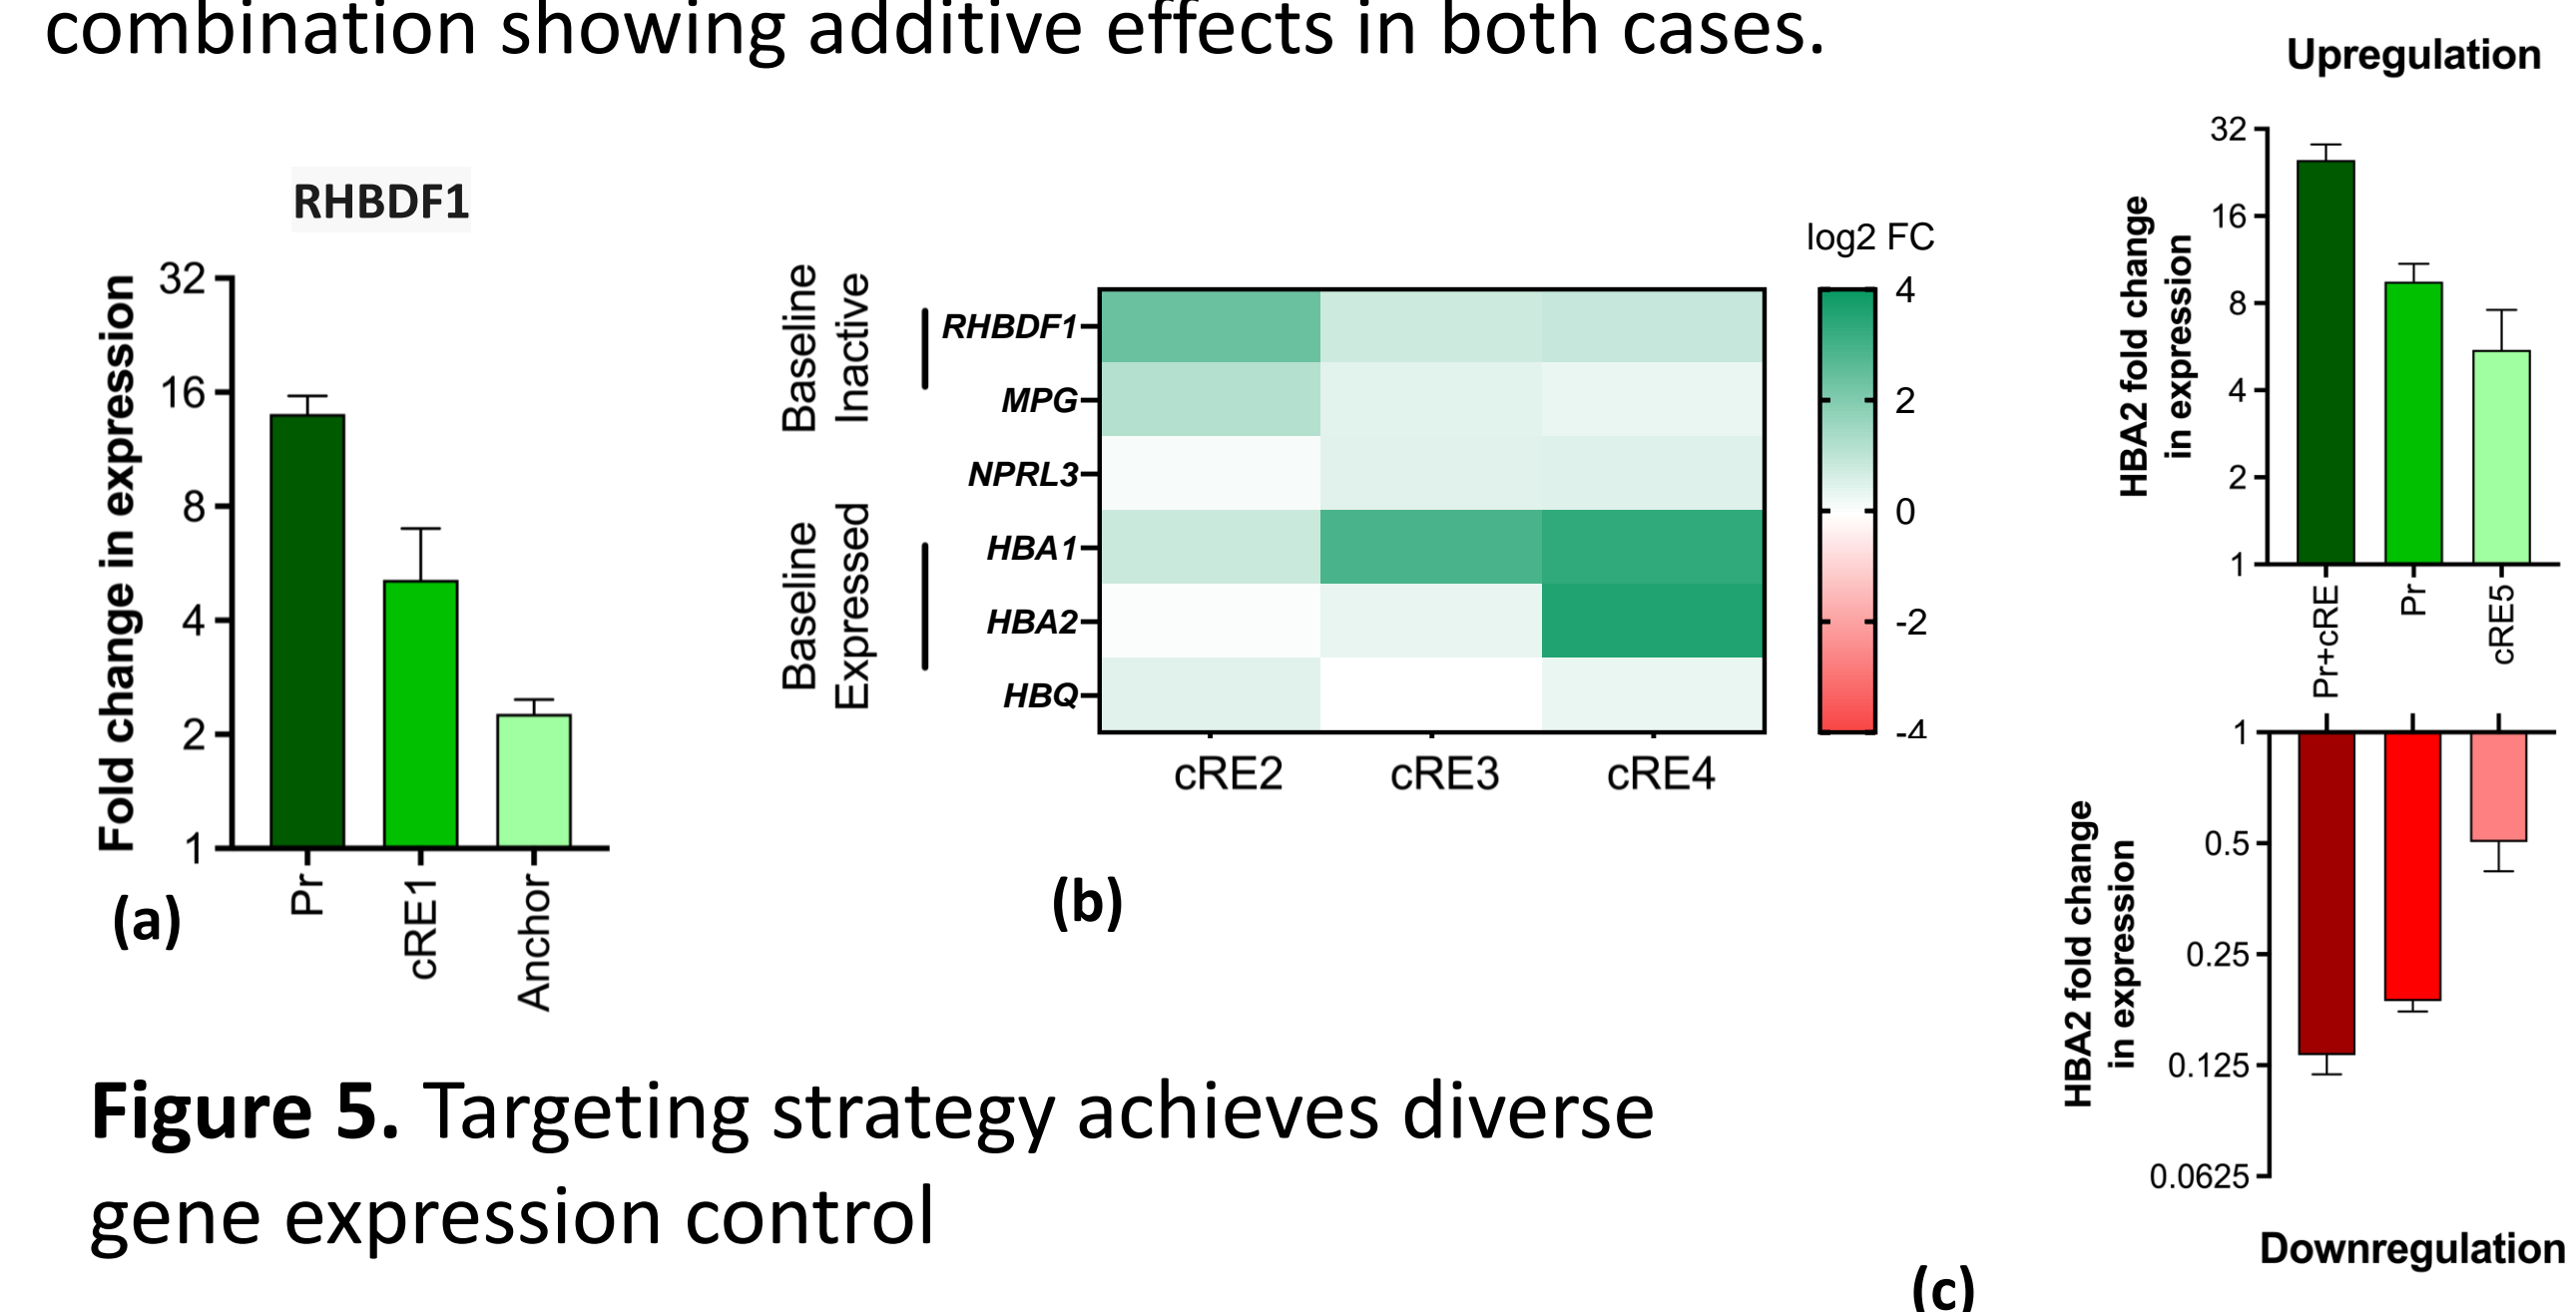 combination showing additive effects in both cases.
RHBDF1
Fold change in expression
32
16
8
4
2
1
Pr
cRE1
Anchor
(a)
Baseline
Inactive
Baseline
Expressed
RHBDF1
MPG
NPRL3
HBA1
HBA2
HBQ
cRE2 cRE3 cRE4
log2 FC
4
2
0
-2
-4
(b)
Upregulation
HBA2 fold change
in expression
32
16
8
4
2
1
Pr+cRE
Pr
cRE5
HBA2 fold change
in expression
1
0.5
0.25
0.125
0.0625
Downregulation
(c)
Figure 5. Targeting strategy achieves diverse
gene expression control